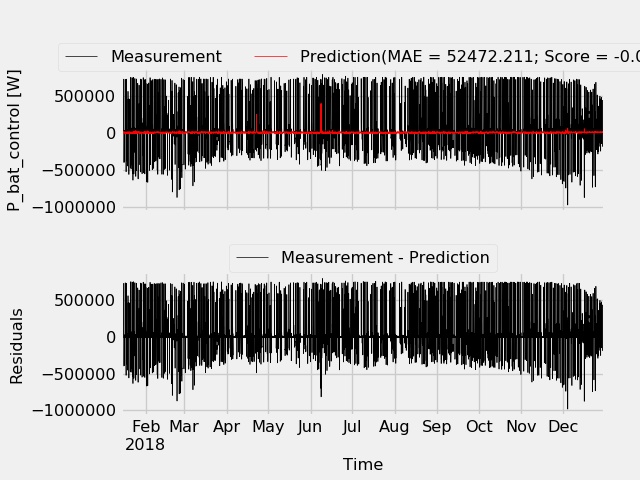 Measurement
Prediction(MAE = 52472.211; Score = -0.0
P_bat_control [W]
500000
0
−500000
−1000000
Measurement - Prediction
Residuals
500000
0
−500000
−1000000
Feb Mar Apr May Jun Jul Aug Sep Oct Nov Dec
2018
Time